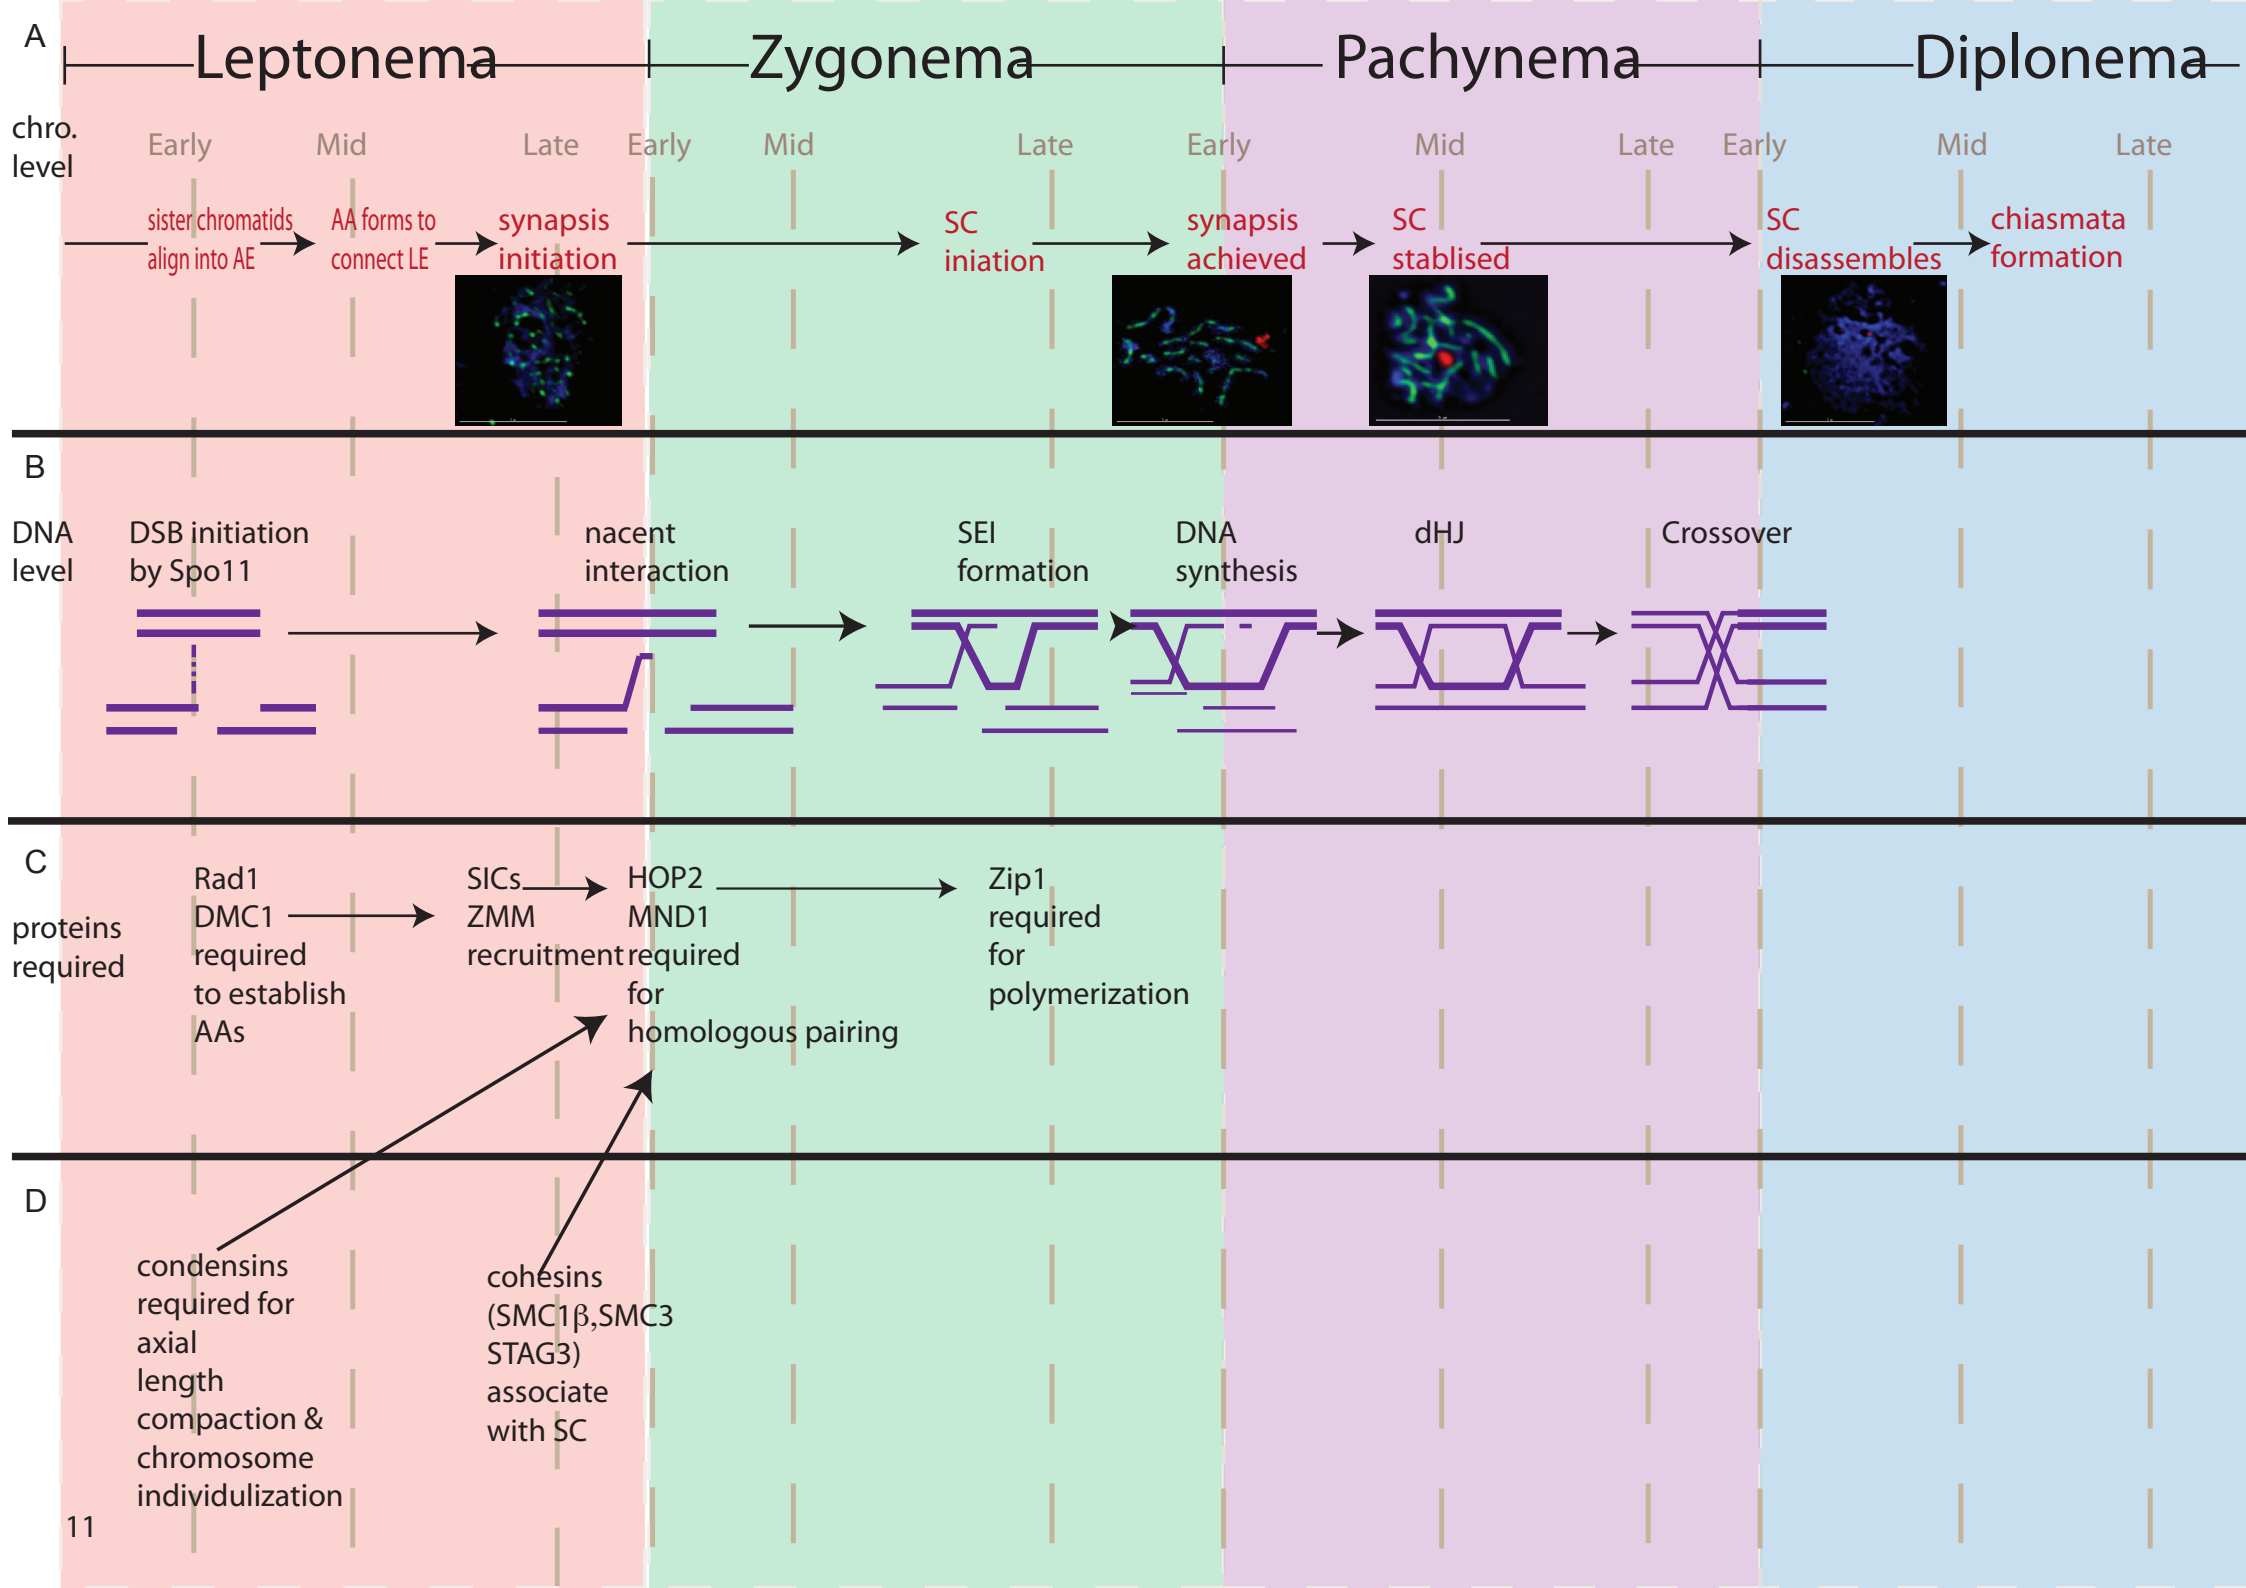 A
Leptonema
Zygonema
Pachynema
Diplonema
chro.
level
Early
Mid
Late
Early
Mid
Late
Early
Mid
Late
Early
Mid
Late
sister chromatids
align into AE
AA forms to
connect LE
synapsis
initiation
SC
iniation
synapsis
achieved
SC
stablised
SC
disassembles
chiasmata
formation
B
DNA
level
DSB initiation
by Spo11
nacent
interaction
SEI
formation
DNA
synthesis
dHJ
Crossover
C
proteins
required
Rad1
DMC1
required
to establish
AAs
SICs
ZMM
recruitment
HOP2
MND1
required
for
homologous pairing
Zip1
required
for
polymerization
D
condensins
required for
axial
length
compaction &
chromosome
individulization
cohesins
(SMC1β,SMC3
STAG3)
associate
with SC
11